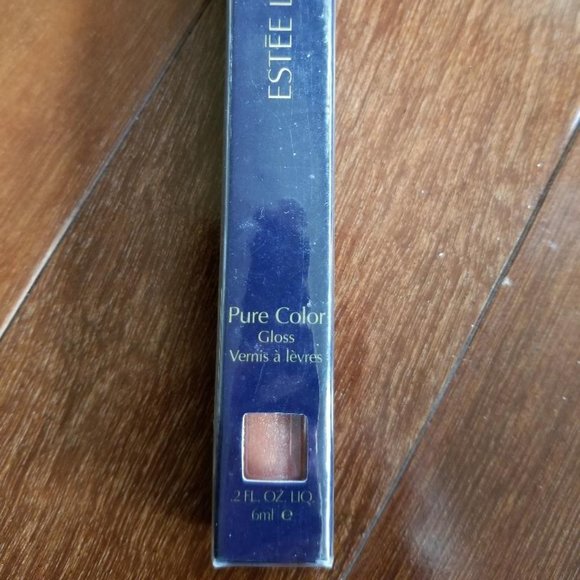 ESTĒE
Pure Color
Gloss
Vernis à lèvres
.2 FL. OZ. LIQ.
6ml ℮